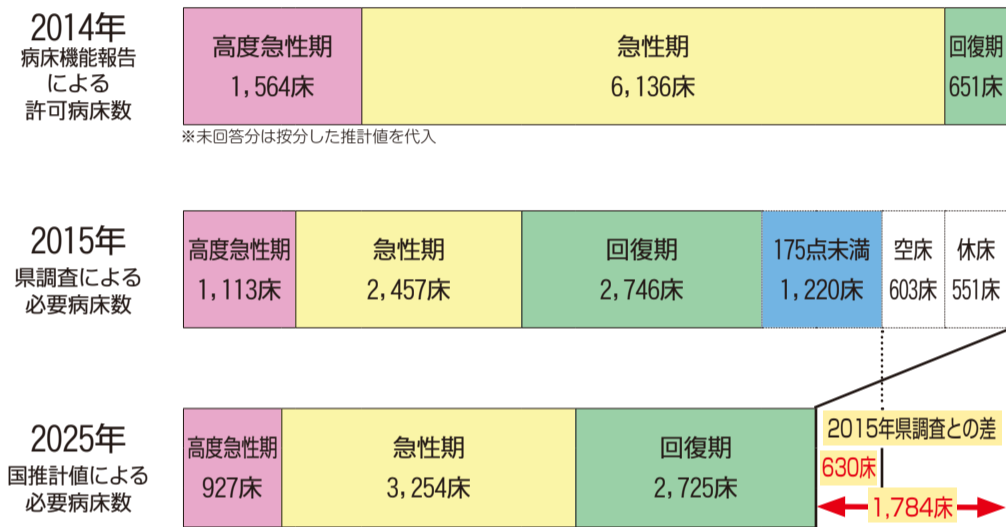 2014年
病床機能報告
による
許可病床数
高度急性期
1,564床
急性期
6,136床
回復期
651床
※未回答分は按分した推計値を代入
2015年
県調査による
必要病床数
高度急性期
1,113床
急性期
2,457床
回復期
2,746床
175点未満
1,220床
空床
603床
休床
551床
2025年
国推計値による
必要病床数
高度急性期
927床
急性期
3,254床
回復期
2,725床
2015年県調査との差
630床
1,784床